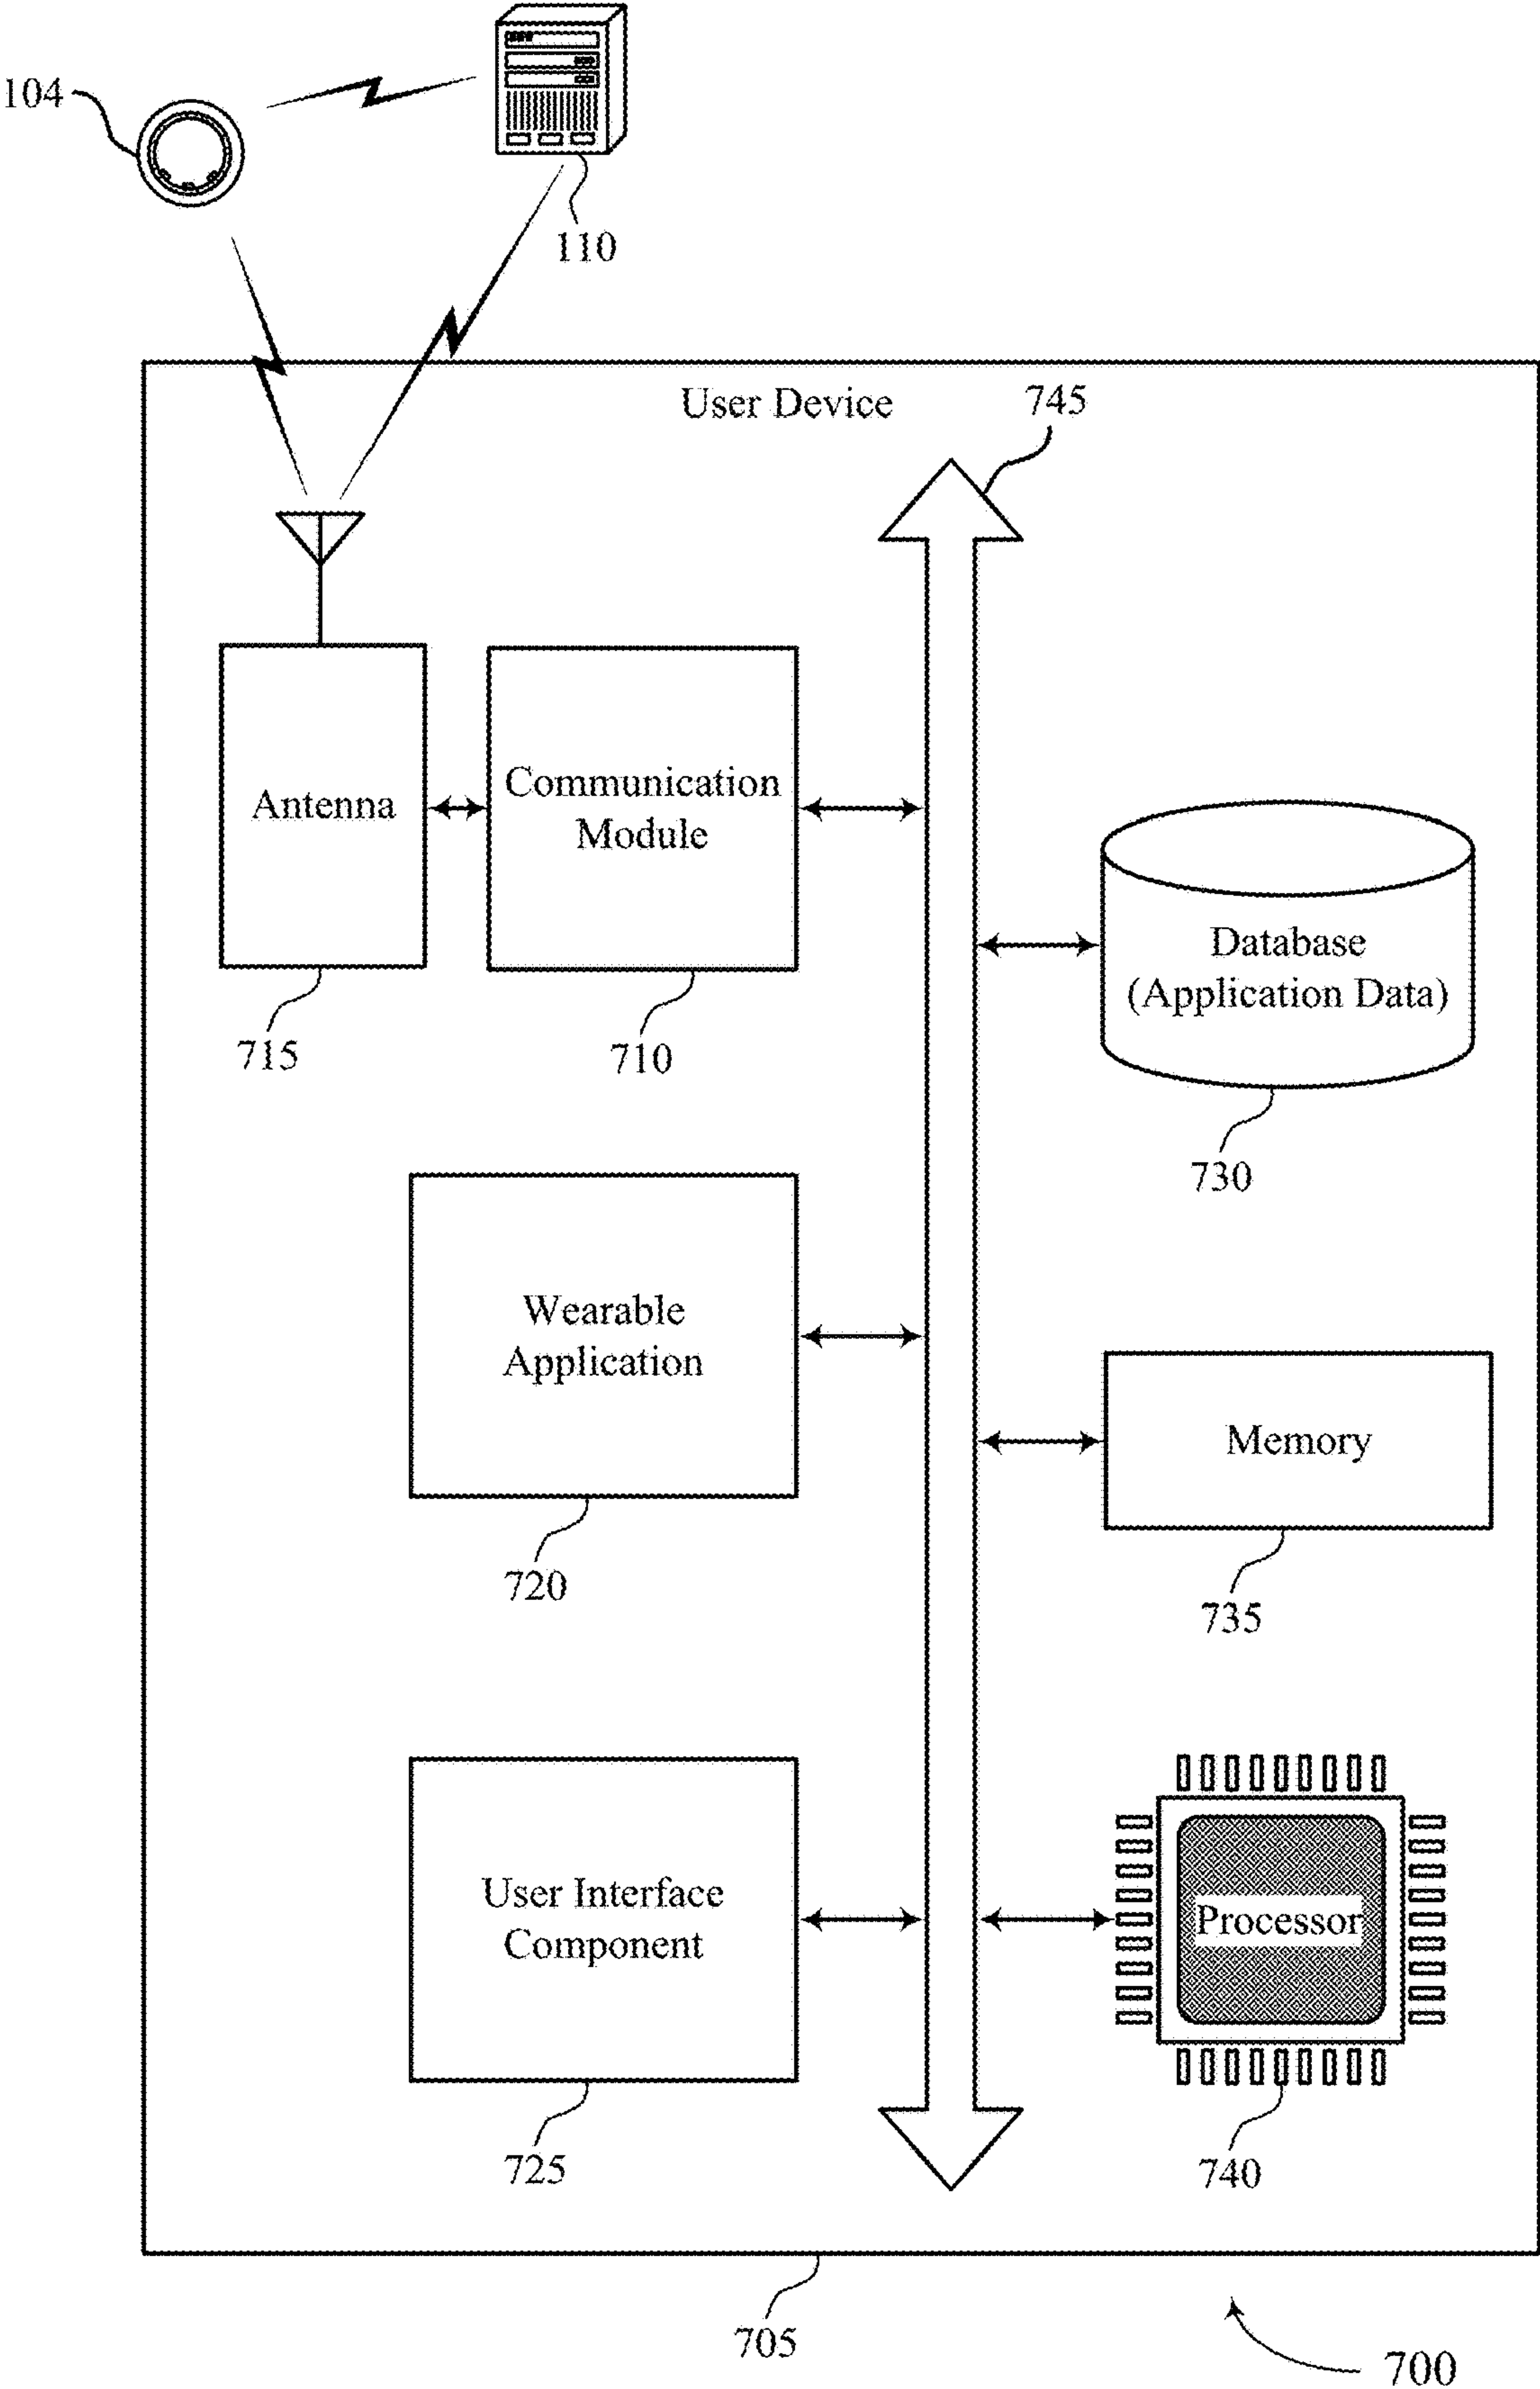 104
110
User Device
745
Antenna
Communication
Module
715
710
Database
(Application Data)
730
Wearable
Application
720
Memory
735
User Interface
Component
725
Processor
740
705
700